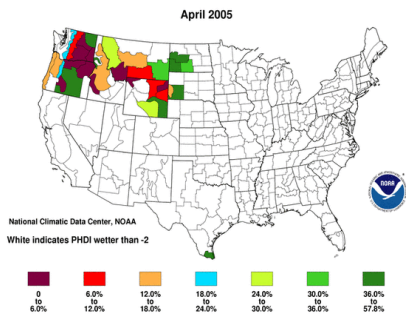 April 2005
NOAA
National Climatic Data Center, NOAA
White indicates PHDI wetter than -2
0 6.0% 12.0% 18.0% 24.0% 30.0% 36.0%
to to to to to to to
6.0% 12.0% 18.0% 24.0% 30.0% 36.0% 57.8%